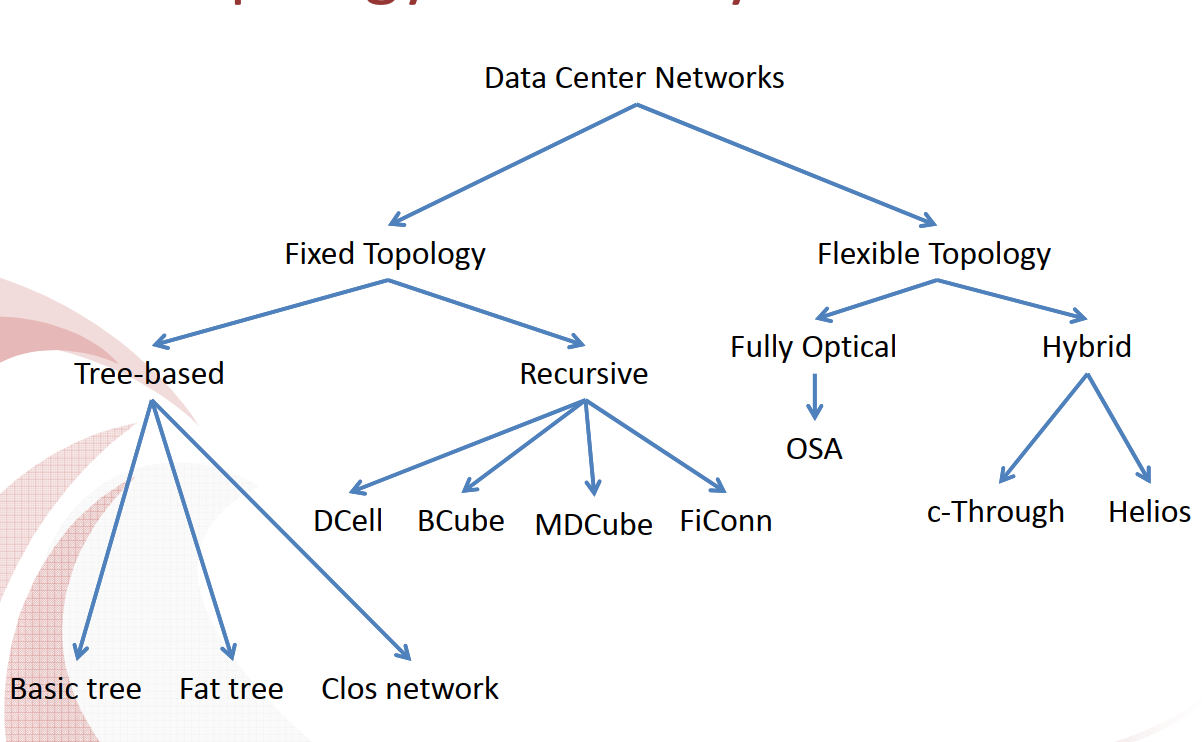 Data Center Networks
Fixed Topology
Flexible Topology
Tree-based
Recursive
Fully Optical
Hybrid
OSA
DCell
BCube
MDCube
FiConn
c-Through
Helios
Basic tree
Fat tree
Clos network